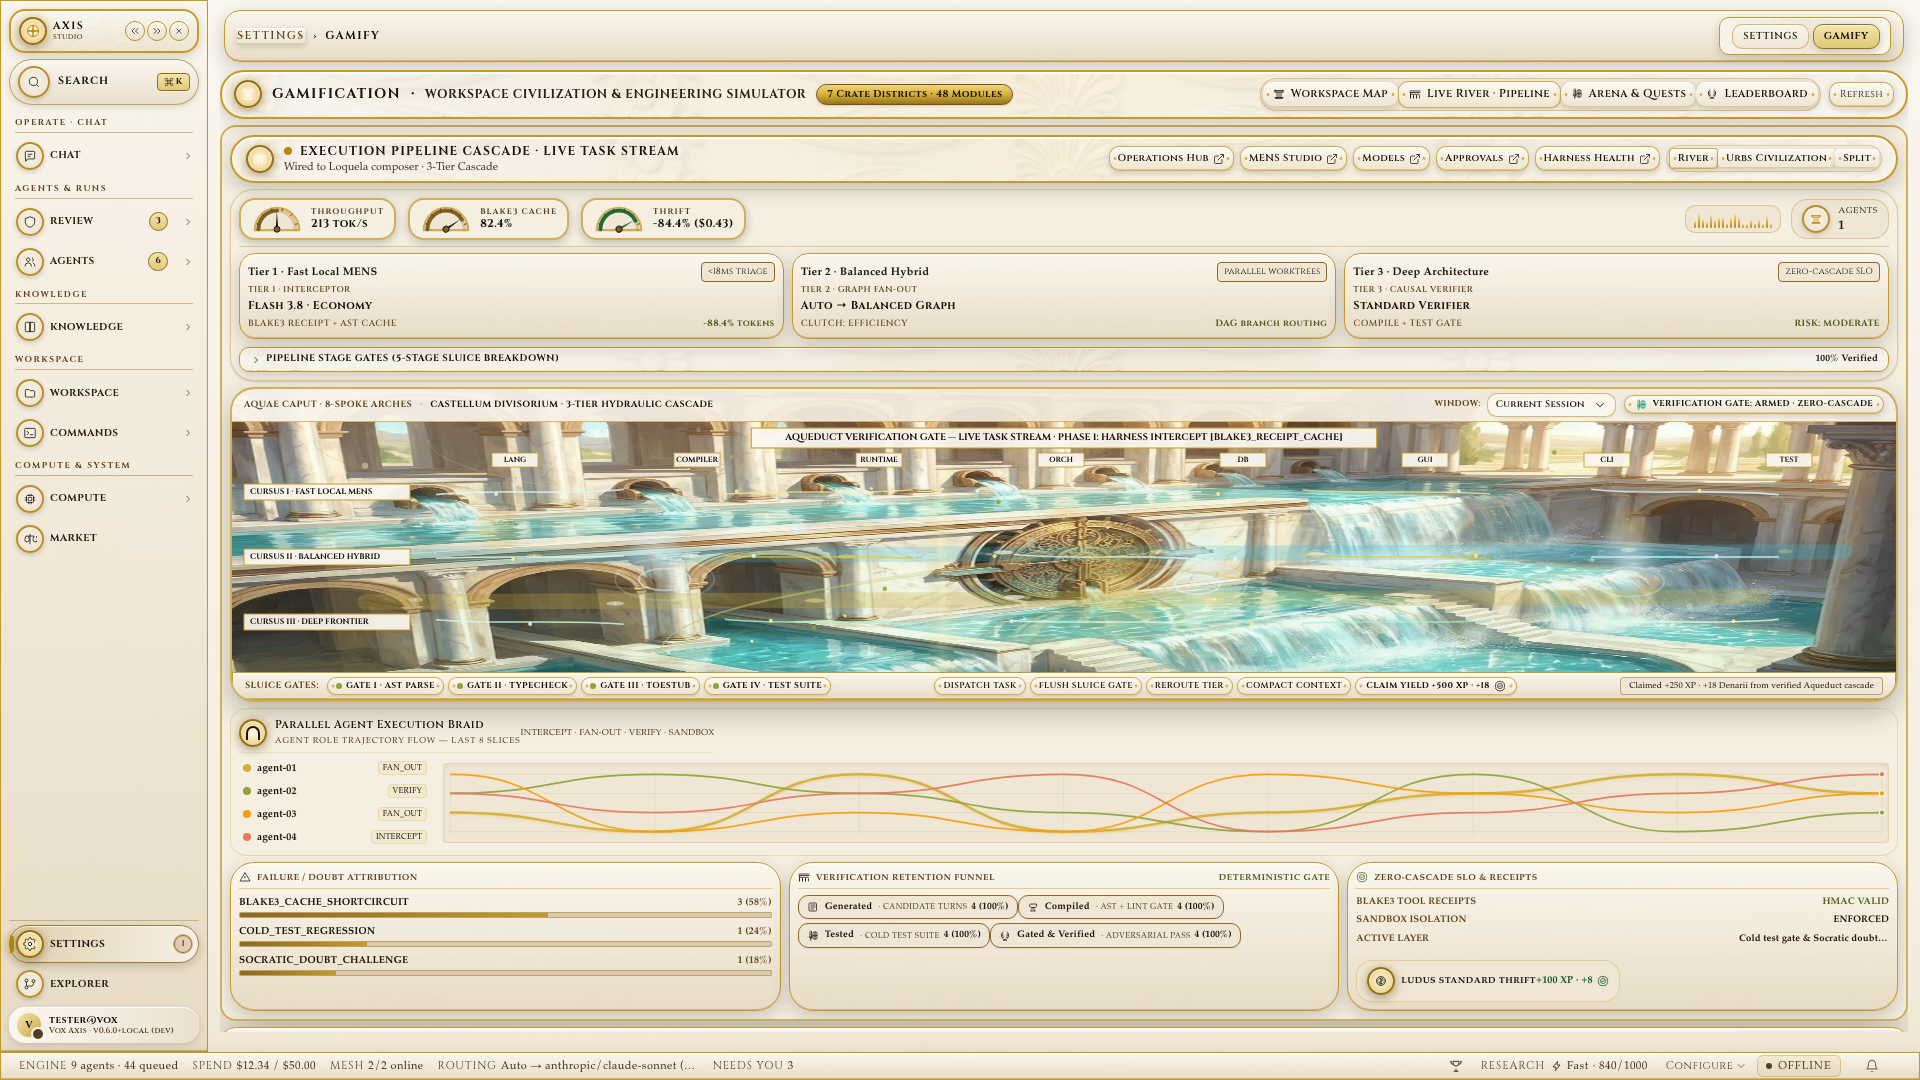 AXIS
STUDIO
SEARCH
⌘ K
OPERATE · CHAT
CHAT
AGENTS & RUNS
REVIEW 3
AGENTS 6
KNOWLEDGE
KNOWLEDGE
WORKSPACE
WORKSPACE
COMMANDS
COMPUTE & SYSTEM
COMPUTE
MARKET
SETTINGS 1
EXPLORER
V
TESTER@VOX
VOX AXIS · V0.6.0+LOCAL (DEV)
SETTINGS › GAMIFY
SETTINGS GAMIFY
GAMIFICATION · WORKSPACE CIVILIZATION & ENGINEERING SIMULATOR 7 CRATE DISTRICTS · 48 MODULES
WORKSPACE MAP LIVE RIVER · PIPELINE ARENA & QUESTS LEADERBOARD REFRESH
EXECUTION PIPELINE CASCADE · LIVE TASK STREAM
Wired to Loquela composer · 3-Tier Cascade
OPERATIONS HUB MENS STUDIO MODELS APPROVALS HARNESS HEALTH RIVER URBS CIVILIZATION SPLIT
THROUGHPUT
213 TOK/S
BLAKE3 CACHE
82.4%
THRIFT
-84.4% ($0.43)
AGENTS
1
Tier 1 · Fast Local MENS <18MS TRIAGE
TIER 1 · INTERCEPTOR
FLASH 3.8 · ECONOMY
BLAKE3 RECEIPT + AST CACHE -88.4% TOKENS
Tier 2 · Balanced Hybrid PARALLEL WORKTREES
TIER 2 · GRAPH FAN-OUT
AUTO → BALANCED GRAPH
CLUTCH: EFFICIENCY DAG BRANCH ROUTING
Tier 3 · Deep Architecture ZERO-CASCADE SLO
TIER 3 · CAUSAL VERIFIER
STANDARD VERIFIER
COMPILE + TEST GATE RISK: MODERATE
PIPELINE STAGE GATES (5-STAGE SLUICE BREAKDOWN) 100% Verified
AQUAE CAPUT · 8-SPOKE ARCHES · CASTELLUM DIVISORIUM · 3-TIER HYDRAULIC CASCADE
WINDOW: CURRENT SESSION VERIFICATION GATE: ARMED · ZERO-CASCADE
AQUEDUCT VERIFICATION GATE — LIVE TASK STREAM · PHASE I: HARNESS INTERCEPT [BLAKE3_RECEIPT_CACHE]
LANG COMPILER RUNTIME ORCH DB GUI CLI TEST
CURSUS I · FAST LOCAL MENS
CURSUS II · BALANCED HYBRID
CURSUS III · DEEP FRONTIER
SLUICE GATES: GATE I · AST PARSE GATE II · TYPECHECK GATE III · TOESTUB GATE IV · TEST SUITE
DISPATCH TASK FLUSH SLUICE GATE REROUTE TIER COMPACT CONTEXT CLAIM YIELD +500 XP · +18
Claimed +250 XP · +18 Denarii from verified Aqueduct cascade
PARALLEL AGENT EXECUTION BRAID
AGENT ROLE TRAJECTORY FLOW — LAST 8 SLICES
INTERCEPT · FAN-OUT · VERIFY · SANDBOX
agent-01 FAN_OUT
agent-02 VERIFY
agent-03 FAN_OUT
agent-04 INTERCEPT
FAILURE / DOUBT ATTRIBUTION
BLAKE3_CACHE_SHORTCIRCUIT 3 (58%)
COLD_TEST_REGRESSION 1 (24%)
SOCRATIC_DOUBT_CHALLENGE 1 (18%)
VERIFICATION RETENTION FUNNEL DETERMINISTIC GATE
Generated · CANDIDATE TURNS 4 (100%) Compiled · AST + LINT GATE 4 (100%)
Tested · COLD TEST SUITE 4 (100%) Gated & Verified · ADVERSARIAL PASS 4 (100%)
ZERO-CASCADE SLO & RECEIPTS
BLAKE3 TOOL RECEIPTS HMAC VALID
SANDBOX ISOLATION ENFORCED
ACTIVE LAYER Cold test gate & Socratic doubt...
LUDUS STANDARD THRIFT +100 XP · +8
ENGINE 9 agents · 44 queued SPEND $12.34 / $50.00 MESH 2/2 online ROUTING Auto → anthropic/claude-sonnet (... NEEDS YOU 3
RESEARCH Fast · 840/1000 CONFIGURE OFFLINE